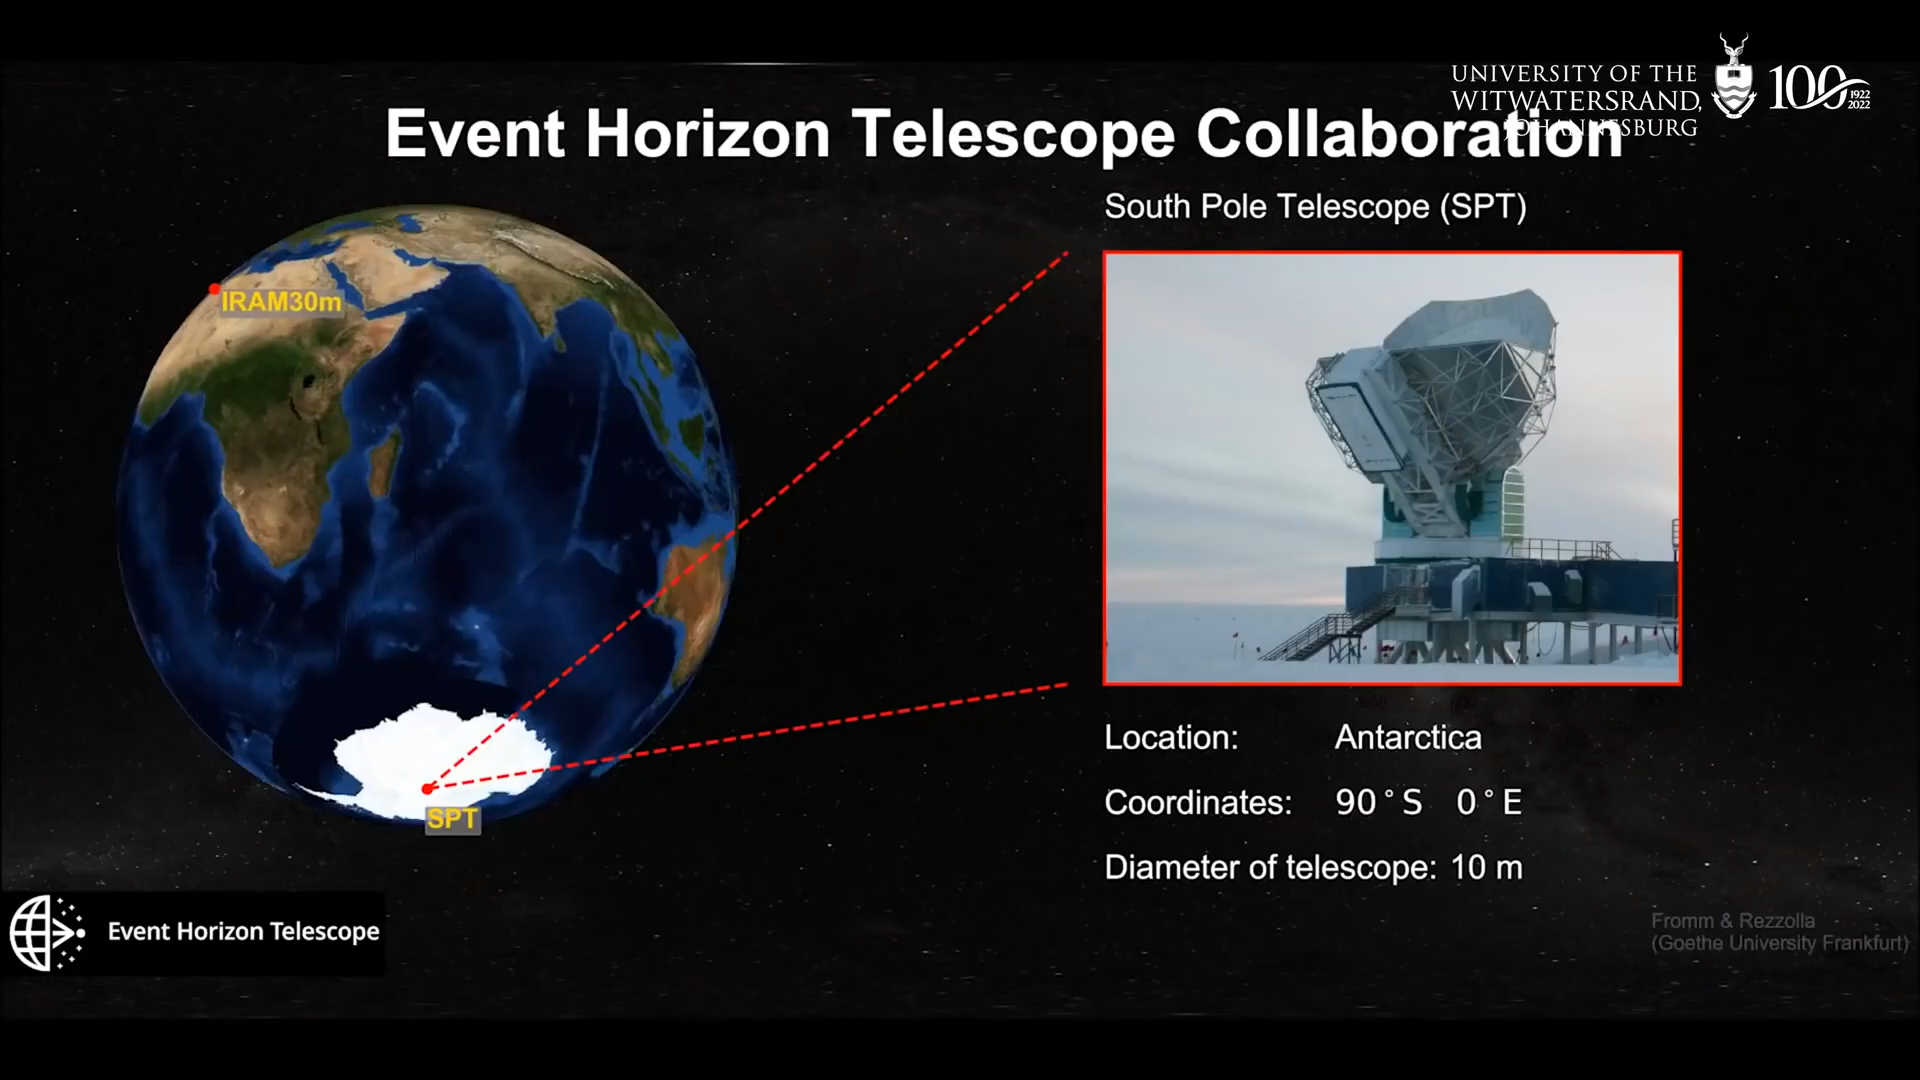 UNIVERSITY OF THE
WITWATERSRAND,
JOHANNESBURG
100
1922
2022
Event Horizon Telescope Collaboration
South Pole Telescope (SPT)
IRAM30m
SPT
Location: Antarctica
Coordinates: 90°S 0°E
Diameter of telescope: 10 m
Event Horizon Telescope
Fromm & Rezzolla
(Goethe University Frankfurt)